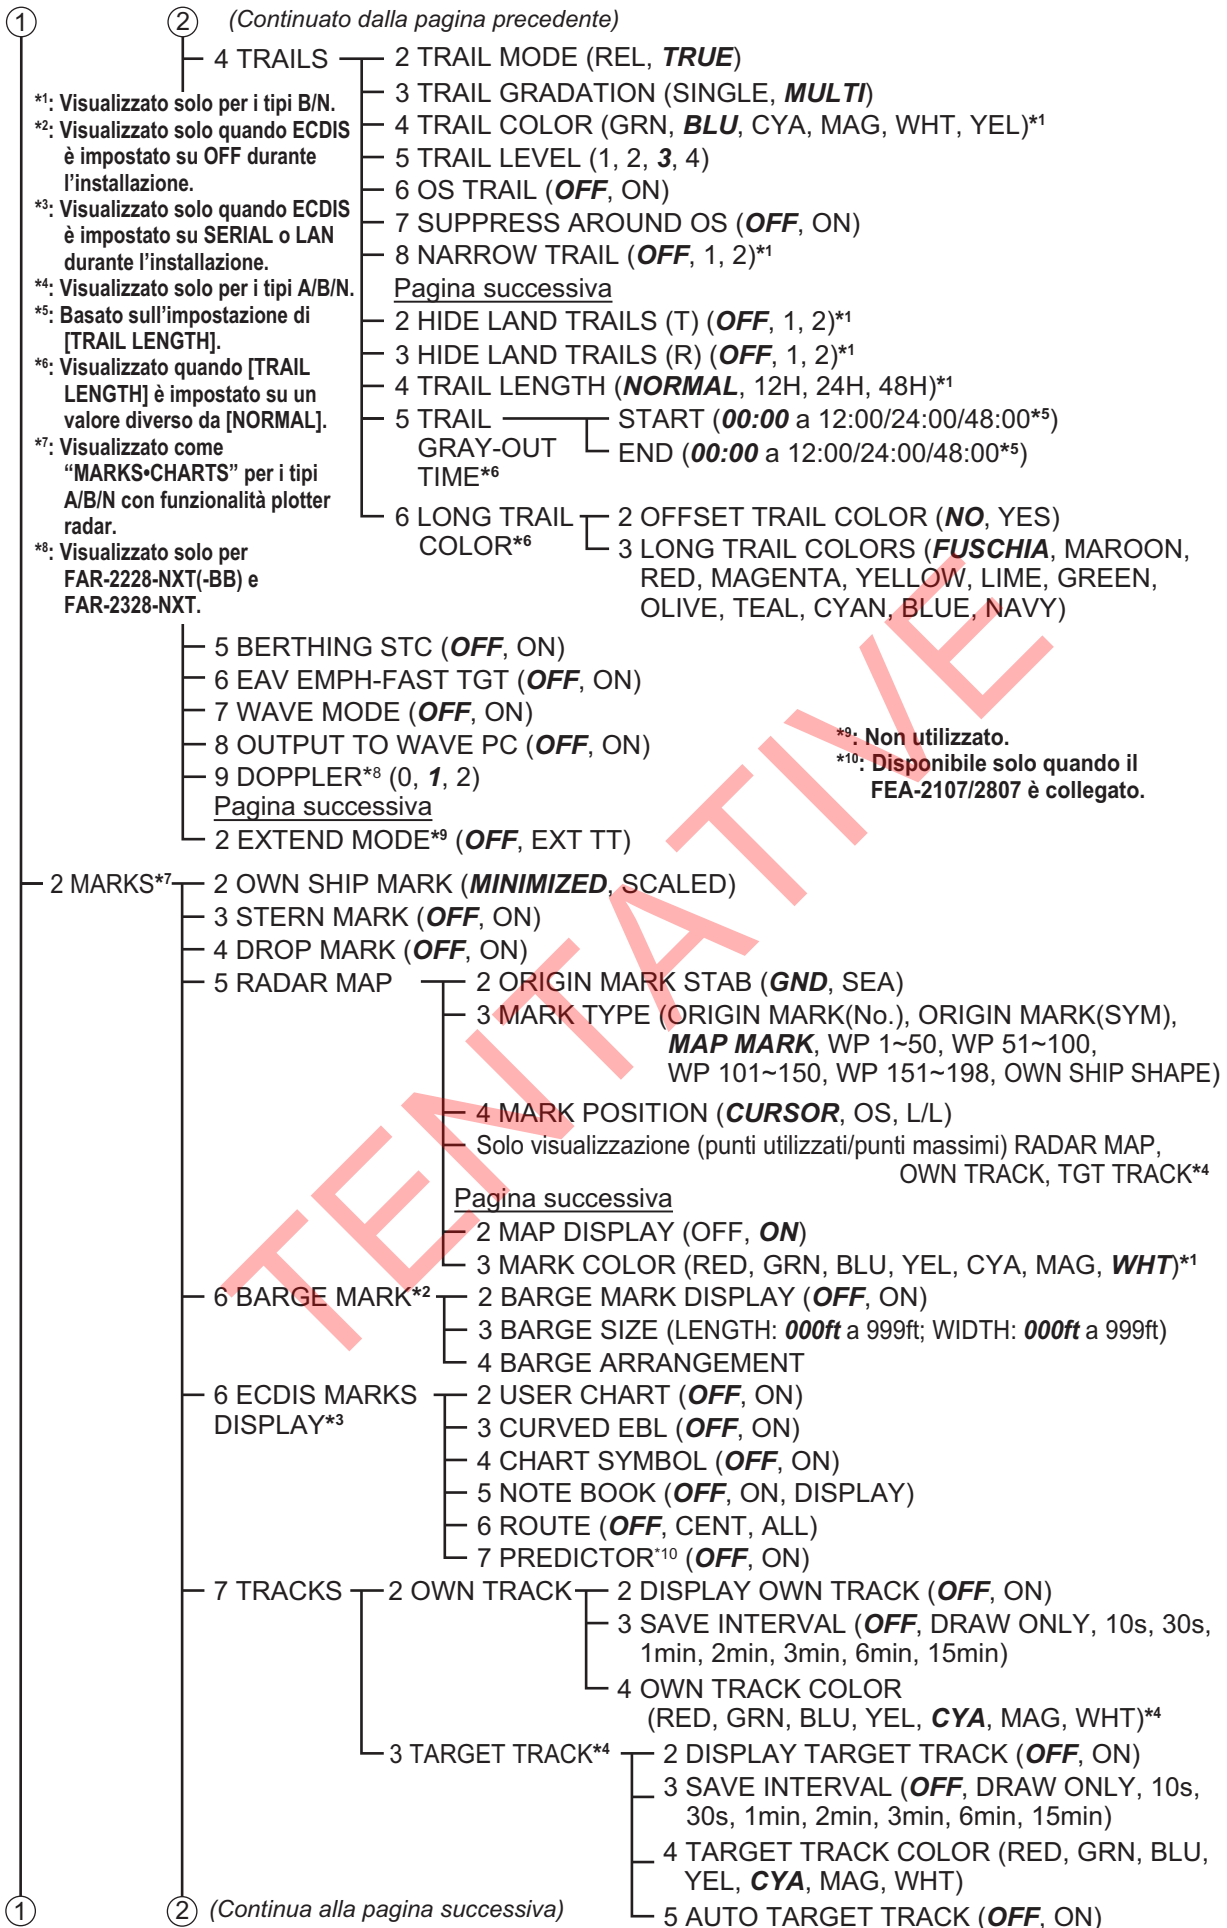 1 2 (Continuato dalla pagina precedente)
4 TRAILS
2 TRAIL MODE (REL, TRUE)
3 TRAIL GRADATION (SINGLE, MULTI)
4 TRAIL COLOR (GRN, BLU, CYA, MAG, WHT, YEL)*1
5 TRAIL LEVEL (1, 2, 3, 4)
6 OS TRAIL (OFF, ON)
7 SUPPRESS AROUND OS (OFF, ON)
8 NARROW TRAIL (OFF, 1, 2)*1
Pagina successiva
2 HIDE LAND TRAILS (T) (OFF, 1, 2)*1
3 HIDE LAND TRAILS (R) (OFF, 1, 2)*1
4 TRAIL LENGTH (NORMAL, 12H, 24H, 48H)*1
5 TRAIL
GRAY-OUT
TIME*6
START (00:00 a 12:00/24:00/48:00*5)
END (00:00 a 12:00/24:00/48:00*5)
6 LONG TRAIL
COLOR*6
2 OFFSET TRAIL COLOR (NO, YES)
3 LONG TRAIL COLORS (FUSCHIA, MAROON,
RED, MAGENTA, YELLOW, LIME, GREEN,
OLIVE, TEAL, CYAN, BLUE, NAVY)
*1: Visualizzato solo per i tipi B/N.
*2: Visualizzato solo quando ECDIS
è impostato su OFF durante
l’installazione.
*3: Visualizzato solo quando ECDIS
è impostato su SERIAL o LAN
durante l’installazione.
*4: Visualizzato solo per i tipi A/B/N.
*5: Basato sull’impostazione di
[TRAIL LENGTH].
*6: Visualizzato quando [TRAIL
LENGTH] è impostato su un
valore diverso da [NORMAL].
*7: Visualizzato come
“MARKS•CHARTS” per i tipi
A/B/N con funzionalità plotter
radar.
*8: Visualizzato solo per
FAR-2228-NXT(-BB) e
FAR-2328-NXT.
5 BERTHING STC (OFF, ON)
6 EAV EMPH-FAST TGT (OFF, ON)
7 WAVE MODE (OFF, ON)
8 OUTPUT TO WAVE PC (OFF, ON)
9 DOPPLER*8 (0, 1, 2)
Pagina successiva
2 EXTEND MODE*9 (OFF, EXT TT)
*9: Non utilizzato.
*10: Disponibile solo quando il
FEA-2107/2807 è collegato.
2 MARKS*7
2 OWN SHIP MARK (MINIMIZED, SCALED)
3 STERN MARK (OFF, ON)
4 DROP MARK (OFF, ON)
5 RADAR MAP
2 ORIGIN MARK STAB (GND, SEA)
3 MARK TYPE (ORIGIN MARK(No.), ORIGIN MARK(SYM),
MAP MARK, WP 1~50, WP 51~100,
WP 101~150, WP 151~198, OWN SHIP SHAPE)
4 MARK POSITION (CURSOR, OS, L/L)
Solo visualizzazione (punti utilizzati/punti massimi) RADAR MAP,
OWN TRACK, TGT TRACK*4
Pagina successiva
2 MAP DISPLAY (OFF, ON)
3 MARK COLOR (RED, GRN, BLU, YEL, CYA, MAG, WHT)*1
6 BARGE MARK*2
2 BARGE MARK DISPLAY (OFF, ON)
3 BARGE SIZE (LENGTH: 000ft a 999ft; WIDTH: 000ft a 999ft)
4 BARGE ARRANGEMENT
6 ECDIS MARKS
DISPLAY*3
2 USER CHART (OFF, ON)
3 CURVED EBL (OFF, ON)
4 CHART SYMBOL (OFF, ON)
5 NOTE BOOK (OFF, ON, DISPLAY)
6 ROUTE (OFF, CENT, ALL)
7 PREDICTOR*10 (OFF, ON)
7 TRACKS
2 OWN TRACK
2 DISPLAY OWN TRACK (OFF, ON)
3 SAVE INTERVAL (OFF, DRAW ONLY, 10s, 30s,
1min, 2min, 3min, 6min, 15min)
4 OWN TRACK COLOR
(RED, GRN, BLU, YEL, CYA, MAG, WHT)*4
3 TARGET TRACK*4
2 DISPLAY TARGET TRACK (OFF, ON)
3 SAVE INTERVAL (OFF, DRAW ONLY, 10s,
30s, 1min, 2min, 3min, 6min, 15min)
4 TARGET TRACK COLOR (RED, GRN, BLU,
YEL, CYA, MAG, WHT)
5 AUTO TARGET TRACK (OFF, ON)
1 2 (Continua alla pagina successiva)
TENTATIVE